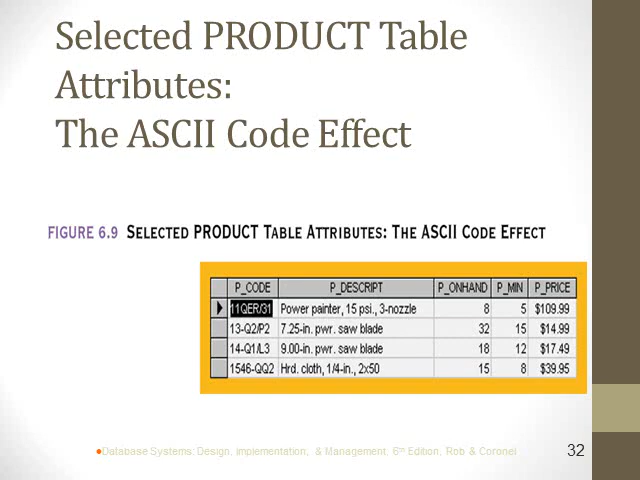 Selected PRODUCT Table
Attributes:
The ASCII Code Effect
FIGURE 6.9 SELECTED PRODUCT TABLE ATTRIBUTES: THE ASCII CODE EFFECT
P_CODE P_DESCRIPT P_ONHAND P_MIN P_PRICE
11QER/31 Power painter, 15 psi., 3-nozzle 8 5 $109.99
13-Q2/P2 7.25-in. pwr. saw blade 32 15 $14.99
14-Q1/L3 9.00-in. pwr. saw blade 18 12 $17.49
1546-QQ2 Hrd. cloth, 1/4-in., 2x50 15 8 $39.95
Database Systems: Design, Implementation, & Management, 6th Edition, Rob & Coronel
32